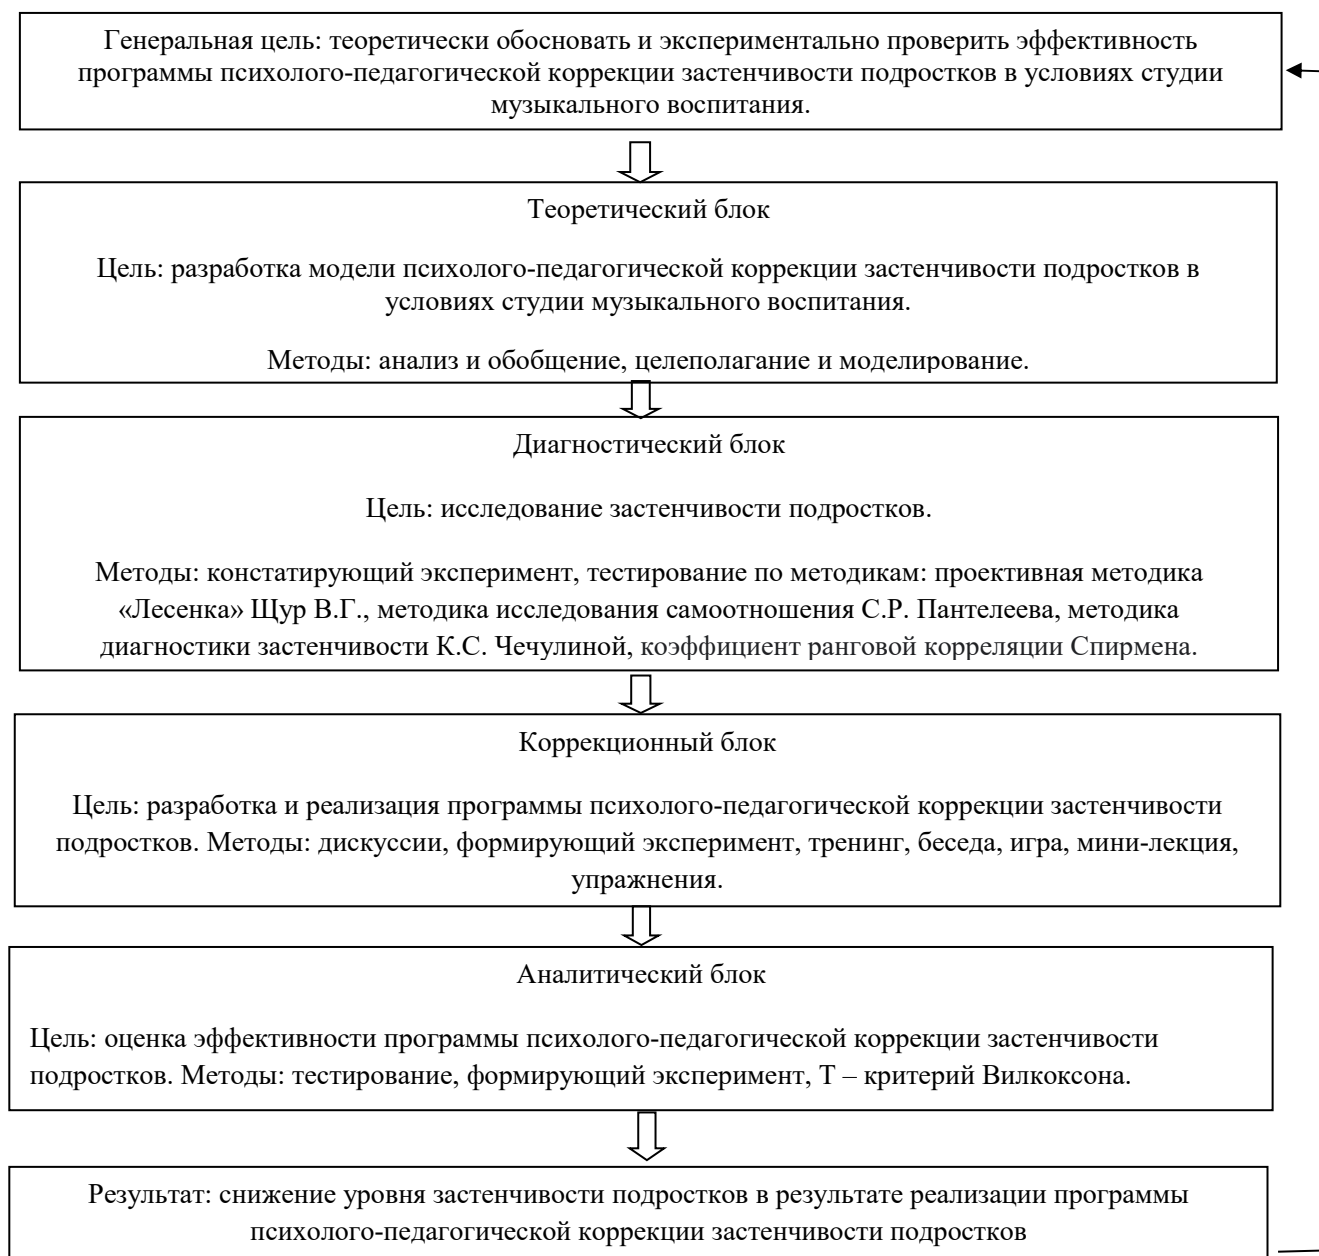 Генеральная цель: теоретически обосновать и экспериментально проверить эффективность
программы психолого-педагогической коррекции застенчивости подростков в условиях студии
музыкального воспитания.
Теоретический блок
Цель: разработка модели психолого-педагогической коррекции застенчивости подростков в
условиях студии музыкального воспитания.
Методы: анализ и обобщение, целеполагание и моделирование.
Диагностический блок
Цель: исследование застенчивости подростков.
Методы: констатирующий эксперимент, тестирование по методикам: проективная методика
«Лесенка» Щур В.Г., методика исследования самоотношения С.Р. Пантелеева, методика
диагностики застенчивости К.С. Чечулиной, коэффициент ранговой корреляции Спирмена.
Коррекционный блок
Цель: разработка и реализация программы психолого-педагогической коррекции застенчивости
подростков. Методы: дискуссии, формирующий эксперимент, тренинг, беседа, игра, мини-лекция,
упражнения.
Аналитический блок
Цель: оценка эффективности программы психолого-педагогической коррекции застенчивости
подростков. Методы: тестирование, формирующий эксперимент, Т – критерий Вилкоксона.
Результат: снижение уровня застенчивости подростков в результате реализации программы
психолого-педагогической коррекции застенчивости подростков